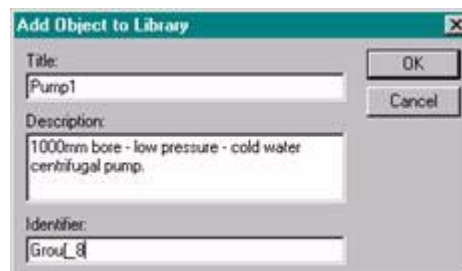 Add Object to Library
Title:
OK
Pump1
Cancel
Description:
1000mm bore - low pressure - cold water
centrifugal pump.
Identifier:
Grou[_8